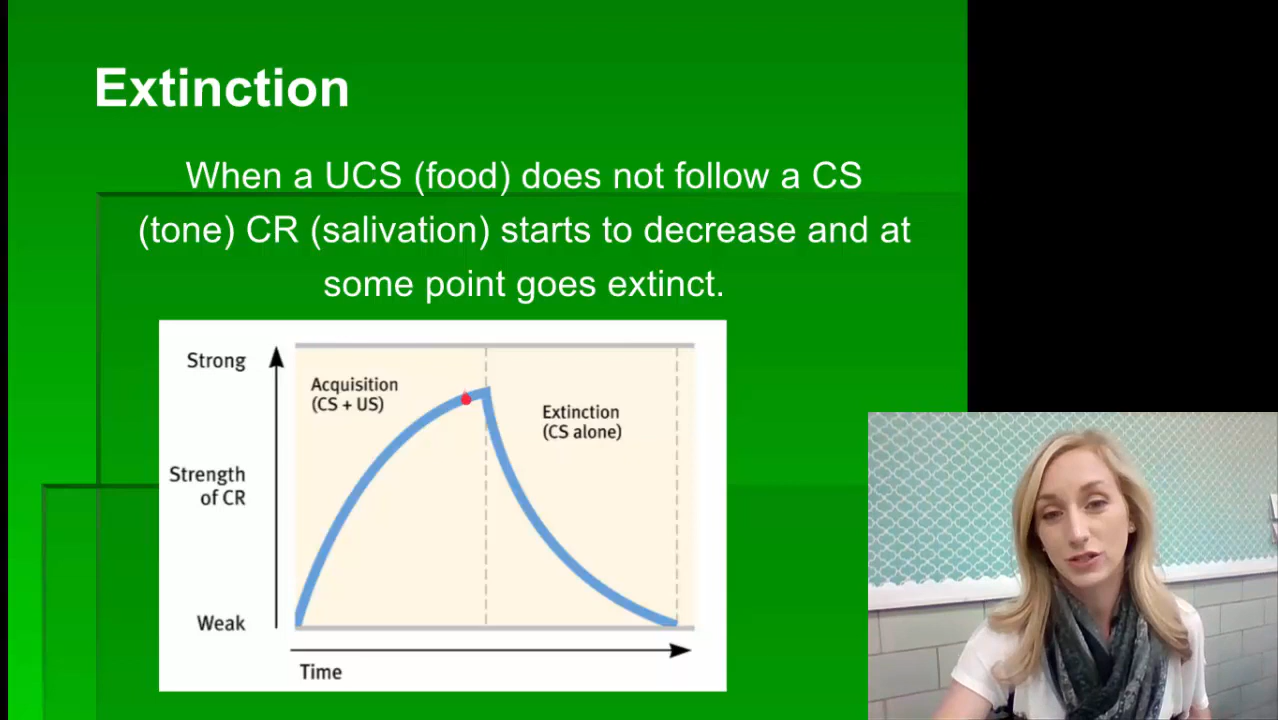 Extinction
When a UCS (food) does not follow a CS
(tone) CR (salivation) starts to decrease and at
some point goes extinct.
Strong
Acquisition
(CS + US)
Extinction
(CS alone)
Strength
of CR
Weak
Time